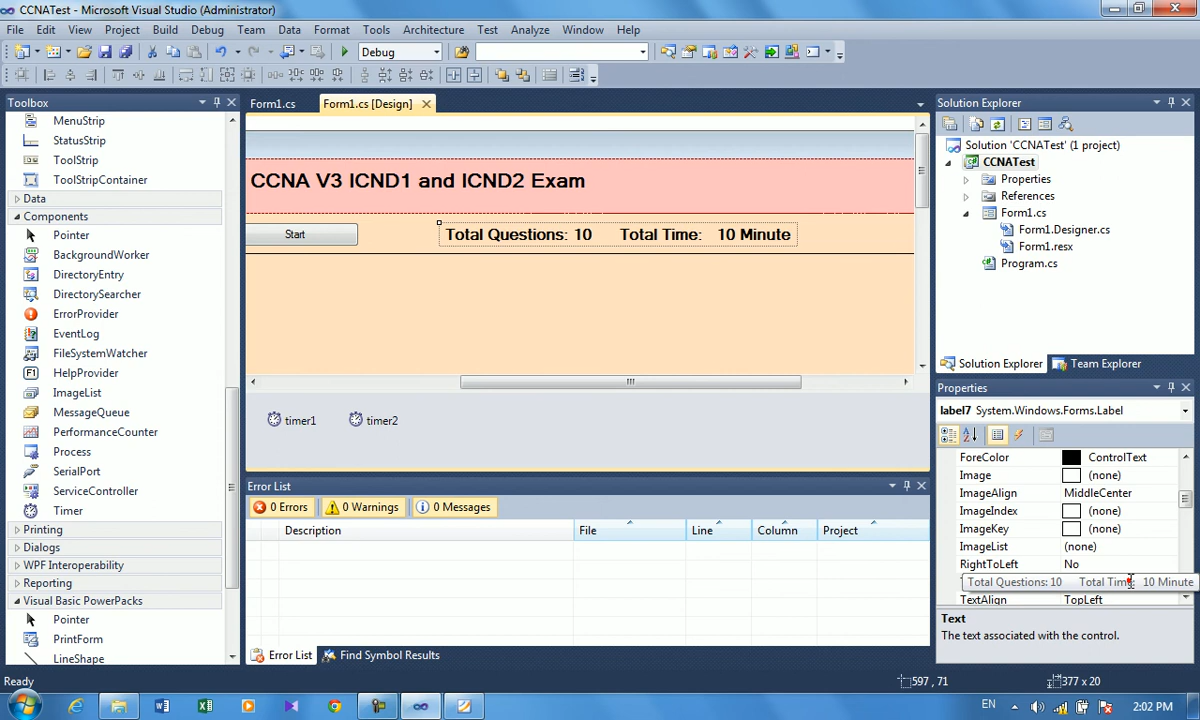 CCNATest - Microsoft Visual Studio (Administrator)
File Edit View Project Build Debug Team Data Format Tools Architecture Test Analyze Window Help
Debug
Toolbox
MenuStrip
StatusStrip
ToolStrip
ToolStripContainer
Data
Components
Pointer
BackgroundWorker
DirectoryEntry
DirectorySearcher
ErrorProvider
EventLog
FileSystemWatcher
HelpProvider
ImageList
MessageQueue
PerformanceCounter
Process
SerialPort
ServiceController
Timer
Printing
Dialogs
WPF Interoperability
Reporting
Visual Basic PowerPacks
Pointer
PrintForm
LineShape
Form1.cs Form1.cs [Design]
CCNA V3 ICND1 and ICND2 Exam
Start
Total Questions: 10 Total Time: 10 Minute
timer1 timer2
Error List
0 Errors 0 Warnings 0 Messages
Description File Line Column Project
Error List Find Symbol Results
Solution Explorer
Solution 'CCNATest' (1 project)
CCNATest
Properties
References
Form1.cs
Form1.Designer.cs
Form1.resx
Program.cs
Solution Explorer Team Explorer
Properties
label7 System.Windows.Forms.Label
ForeColor ControlText
Image (none)
ImageAlign MiddleCenter
ImageIndex (none)
ImageKey (none)
ImageList (none)
RightToLeft No
Total Questions: 10 Total Time: 10 Minute
TextAlign TopLeft
Text
The text associated with the control.
Ready 597 , 71 377 x 20
EN 2:02 PM